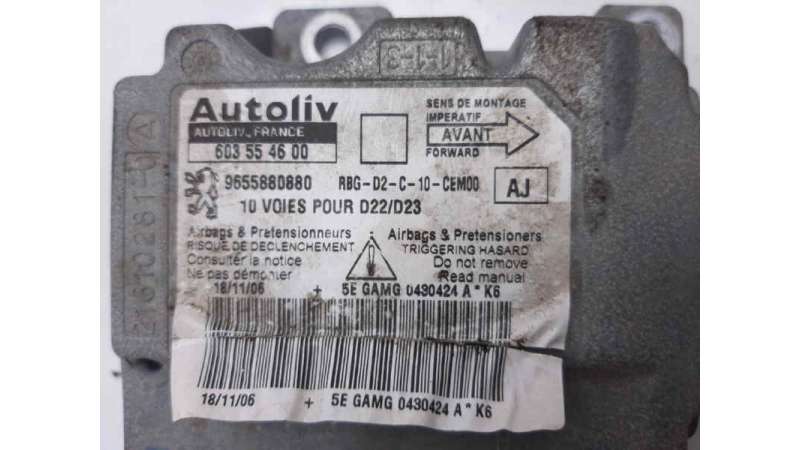 Autoliv
AUTOLIV, FRANCE
603 55 46 00
SENS DE MONTAGE
IMPERATIF
AVANT
FORWARD
9655880880 RBG-D2-C-10-CEM00 AJ
10 VOIES POUR D22/D23
Airbags & Pretensionneurs
RISQUE DE DECLENCHEMENT
Consulter la notice
Ne pas démonter
Airbags & Pretensioners
TRIGGERING HASARD
Do not remove
Read manual
18/11/06 + 5E GAMG 0430424 A * K6
18/11/06 + 5E GAMG 0430424 A * K6